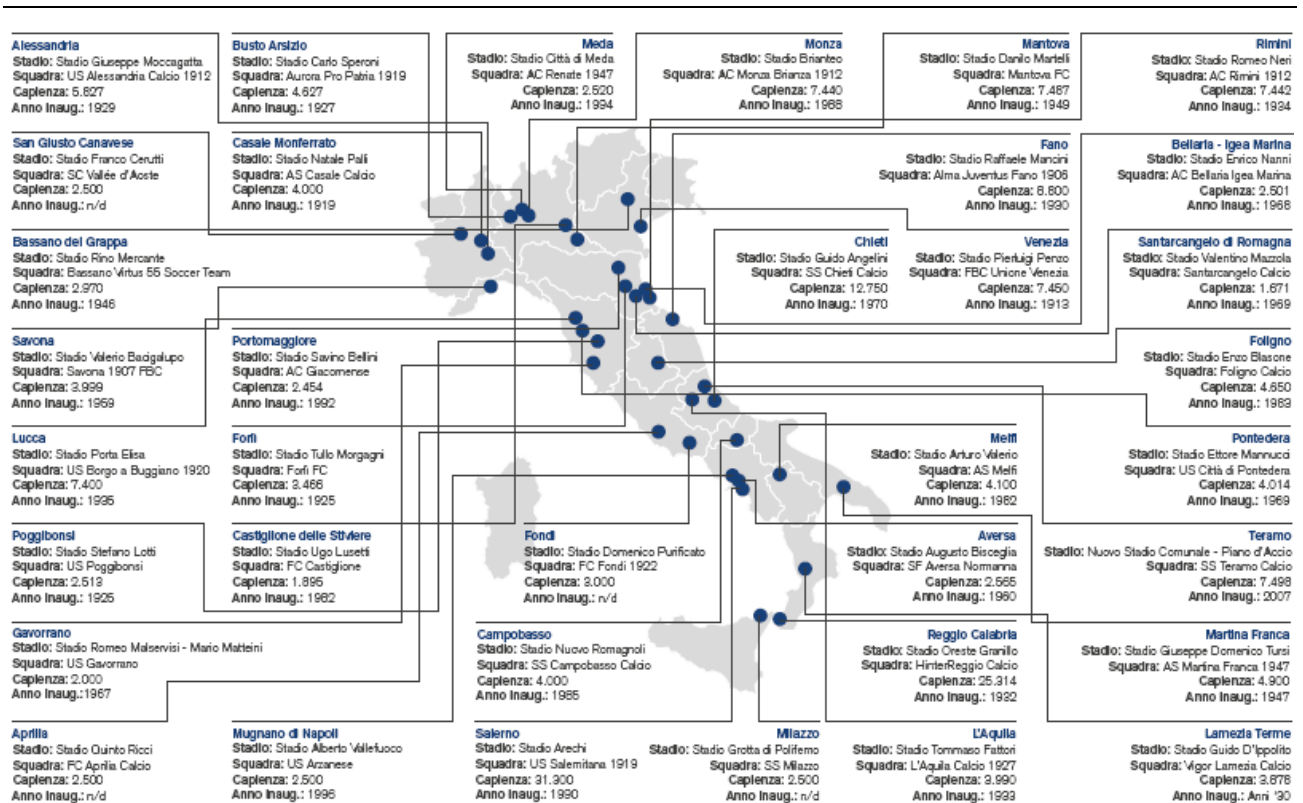 Alessandria
Stadio: Stadio Giuseppe Moccagatta
Squadra: US Alessandria Calcio 1912
Capienza: 5.827
Anno Inaug.: 1929
Busto Arsizio
Stadio: Stadio Carlo Speroni
Squadra: Aurora Pro Patria 1919
Capienza: 4.627
Anno Inaug.: 1927
Meda
Stadio: Stadio Città di Meda
Squadra: AC Renate 1947
Capienza: 2.520
Anno Inaug.: 1994
Monza
Stadio: Stadio Brianteo
Squadra: AC Monza Brianza 1912
Capienza: 7.440
Anno Inaug.: 1988
Mantova
Stadio: Stadio Danilo Martelli
Squadra: Mantova FC
Capienza: 7.487
Anno Inaug.: 1949
Rimini
Stadio: Stadio Romeo Neri
Squadra: AC Rimini 1912
Capienza: 7.442
Anno Inaug.: 1934
San Giusto Canavese
Stadio: Stadio Franco Cerutti
Squadra: SC Vallée d'Aoste
Capienza: 2.500
Anno Inaug.: n/d
Casale Monferrato
Stadio: Stadio Natale Palli
Squadra: AS Casale Calcio
Capienza: 4.000
Anno Inaug.: 1919
Fano
Stadio: Stadio Raffaele Mancini
Squadra: Alma Juventus Fano 1906
Capienza: 8.800
Anno Inaug.: 1930
Bellaria - Igea Marina
Stadio: Stadio Enrico Nanni
Squadra: AC Bellaria Igea Marina
Capienza: 2.501
Anno Inaug.: 1968
Bassano del Grappa
Stadio: Stadio Rino Mercante
Squadra: Bassano Virtus 55 Soccer Team
Capienza: 2.970
Anno Inaug.: 1946
Chieti
Stadio: Stadio Guido Angelini
Squadra: SS Chieti Calcio
Capienza: 12.750
Anno Inaug.: 1970
Venezia
Stadio: Stadio Pierluigi Penzo
Squadra: FBC Unione Venezia
Capienza: 7.450
Anno Inaug.: 1913
Santarcangelo di Romagna
Stadio: Stadio Valentino Mazzola
Squadra: Santarcangelo Calcio
Capienza: 1.671
Anno Inaug.: 1969
Savona
Stadio: Stadio Valerio Bacigalupo
Squadra: Savona 1907 FBC
Capienza: 3.999
Anno Inaug.: 1959
Portomaggiore
Stadio: Stadio Savino Bellini
Squadra: AC Giacomense
Capienza: 2.454
Anno Inaug.: 1992
Foligno
Stadio: Stadio Enzo Blasone
Squadra: Foligno Calcio
Capienza: 4.650
Anno Inaug.: 1983
Lucca
Stadio: Stadio Porta Elisa
Squadra: US Borgo a Buggiano 1920
Capienza: 7.400
Anno Inaug.: 1935
Forlì
Stadio: Stadio Tullo Morgagni
Squadra: Forlì FC
Capienza: 3.466
Anno Inaug.: 1925
Melfi
Stadio: Stadio Arturo Valerio
Squadra: AS Melfi
Capienza: 4.100
Anno Inaug.: 1982
Pontedera
Stadio: Stadio Ettore Mannucci
Squadra: US Città di Pontedera
Capienza: 4.014
Anno Inaug.: 1969
Poggibonsi
Stadio: Stadio Stefano Lotti
Squadra: US Poggibonsi
Capienza: 2.513
Anno Inaug.: 1925
Castiglione delle Stiviere
Stadio: Stadio Ugo Lusetti
Squadra: FC Castiglione
Capienza: 1.895
Anno Inaug.: 1982
Fondi
Stadio: Stadio Domenico Purificato
Squadra: FC Fondi 1922
Capienza: 3.000
Anno Inaug.: n/d
Aversa
Stadio: Stadio Augusto Bisceglia
Squadra: SF Aversa Normanna
Capienza: 2.565
Anno Inaug.: 1960
Teramo
Stadio: Nuovo Stadio Comunale - Piano d'Accio
Squadra: SS Teramo Calcio
Capienza: 7.498
Anno Inaug.: 2007
Gavorrano
Stadio: Stadio Romeo Malservisi - Mario Matteini
Squadra: US Gavorrano
Capienza: 2.000
Anno Inaug.:1967
Campobasso
Stadio: Stadio Nuovo Romagnoli
Squadra: SS Campobasso Calcio
Capienza: 4.000
Anno Inaug.: 1985
Reggio Calabria
Stadio: Stadio Oreste Granillo
Squadra: HinterReggio Calcio
Capienza: 25.314
Anno Inaug.: 1932
Martina Franca
Stadio: Stadio Giuseppe Domenico Tursi
Squadra: AS Martina Franca 1947
Capienza: 4.900
Anno Inaug.: 1947
Aprilia
Stadio: Stadio Quinto Ricci
Squadra: FC Aprilia Calcio
Capienza: 2.500
Anno Inaug.: n/d
Mugnano di Napoli
Stadio: Stadio Alberto Vallefuoco
Squadra: US Arzanese
Capienza: 2.500
Anno Inaug.: 1996
Salerno
Stadio: Stadio Arechi
Squadra: US Salernitana 1919
Capienza: 31.300
Anno Inaug.: 1990
Milazzo
Stadio: Stadio Grotta di Polifemo
Squadra: SS Milazzo
Capienza: 2.500
Anno Inaug.: n/d
L'Aquila
Stadio: Stadio Tommaso Fattori
Squadra: L'Aquila Calcio 1927
Capienza: 3.990
Anno Inaug.: 1933
Lamezia Terme
Stadio: Stadio Guido D'Ippolito
Squadra: Vigor Lamezia Calcio
Capienza: 3.678
Anno Inaug.: Anni '30